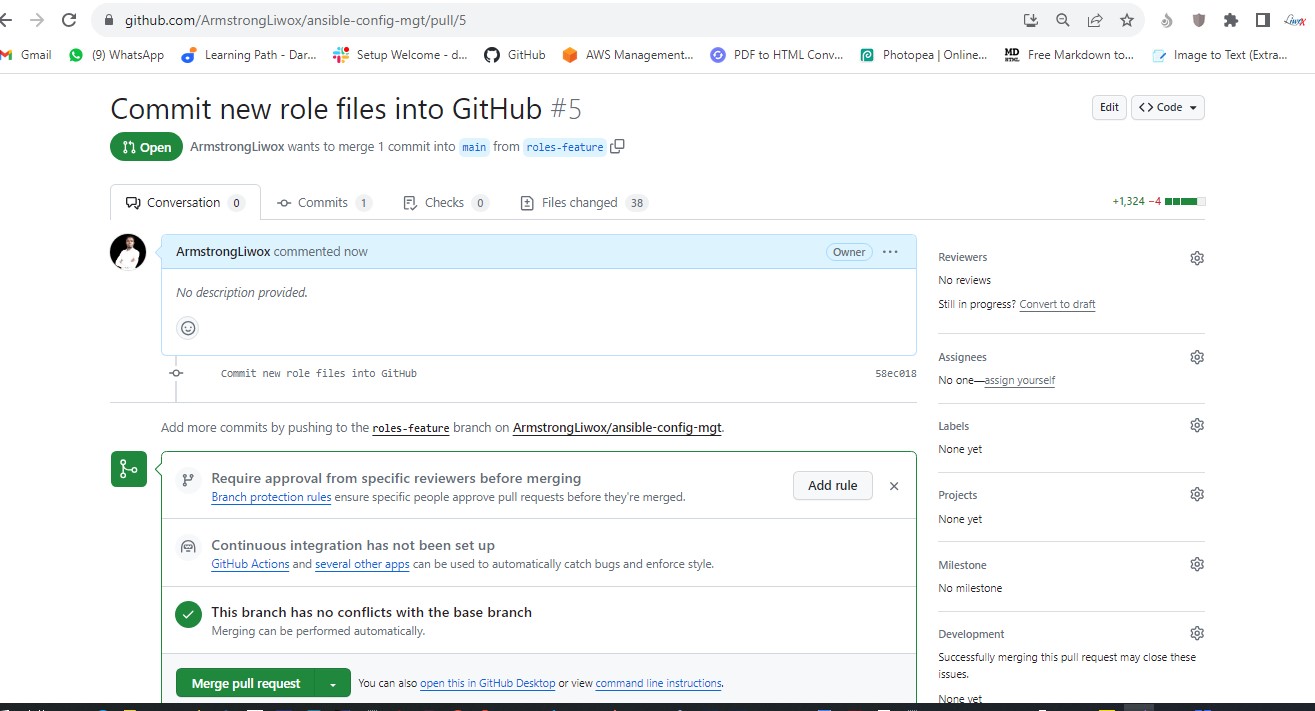 github.com/ArmstrongLiwox/ansible-config-mgt/pull/5
Gmail (9) WhatsApp Learning Path - Dar... Setup Welcome - d... GitHub AWS Management... PDF to HTML Conv... Photopea | Online... MD Free Markdown to... Image to Text (Extra...
Commit new role files into GitHub #5
Edit <> Code
Open ArmstrongLiwox wants to merge 1 commit into main from roles-feature
Conversation 0 Commits 1 Checks 0 Files changed 38 +1,324 −4
ArmstrongLiwox commented now Owner ...
No description provided.
Commit new role files into GitHub 58ec018
Add more commits by pushing to the roles-feature branch on ArmstrongLiwox/ansible-config-mgt.
Require approval from specific reviewers before merging
Branch protection rules ensure specific people approve pull requests before they're merged.
Add rule
Continuous integration has not been set up
GitHub Actions and several other apps can be used to automatically catch bugs and enforce style.
This branch has no conflicts with the base branch
Merging can be performed automatically.
Merge pull request You can also open this in GitHub Desktop or view command line instructions.
Reviewers
No reviews
Still in progress? Convert to draft
Assignees
No one—assign yourself
Labels
None yet
Projects
None yet
Milestone
No milestone
Development
Successfully merging this pull request may close these
issues.
None yet